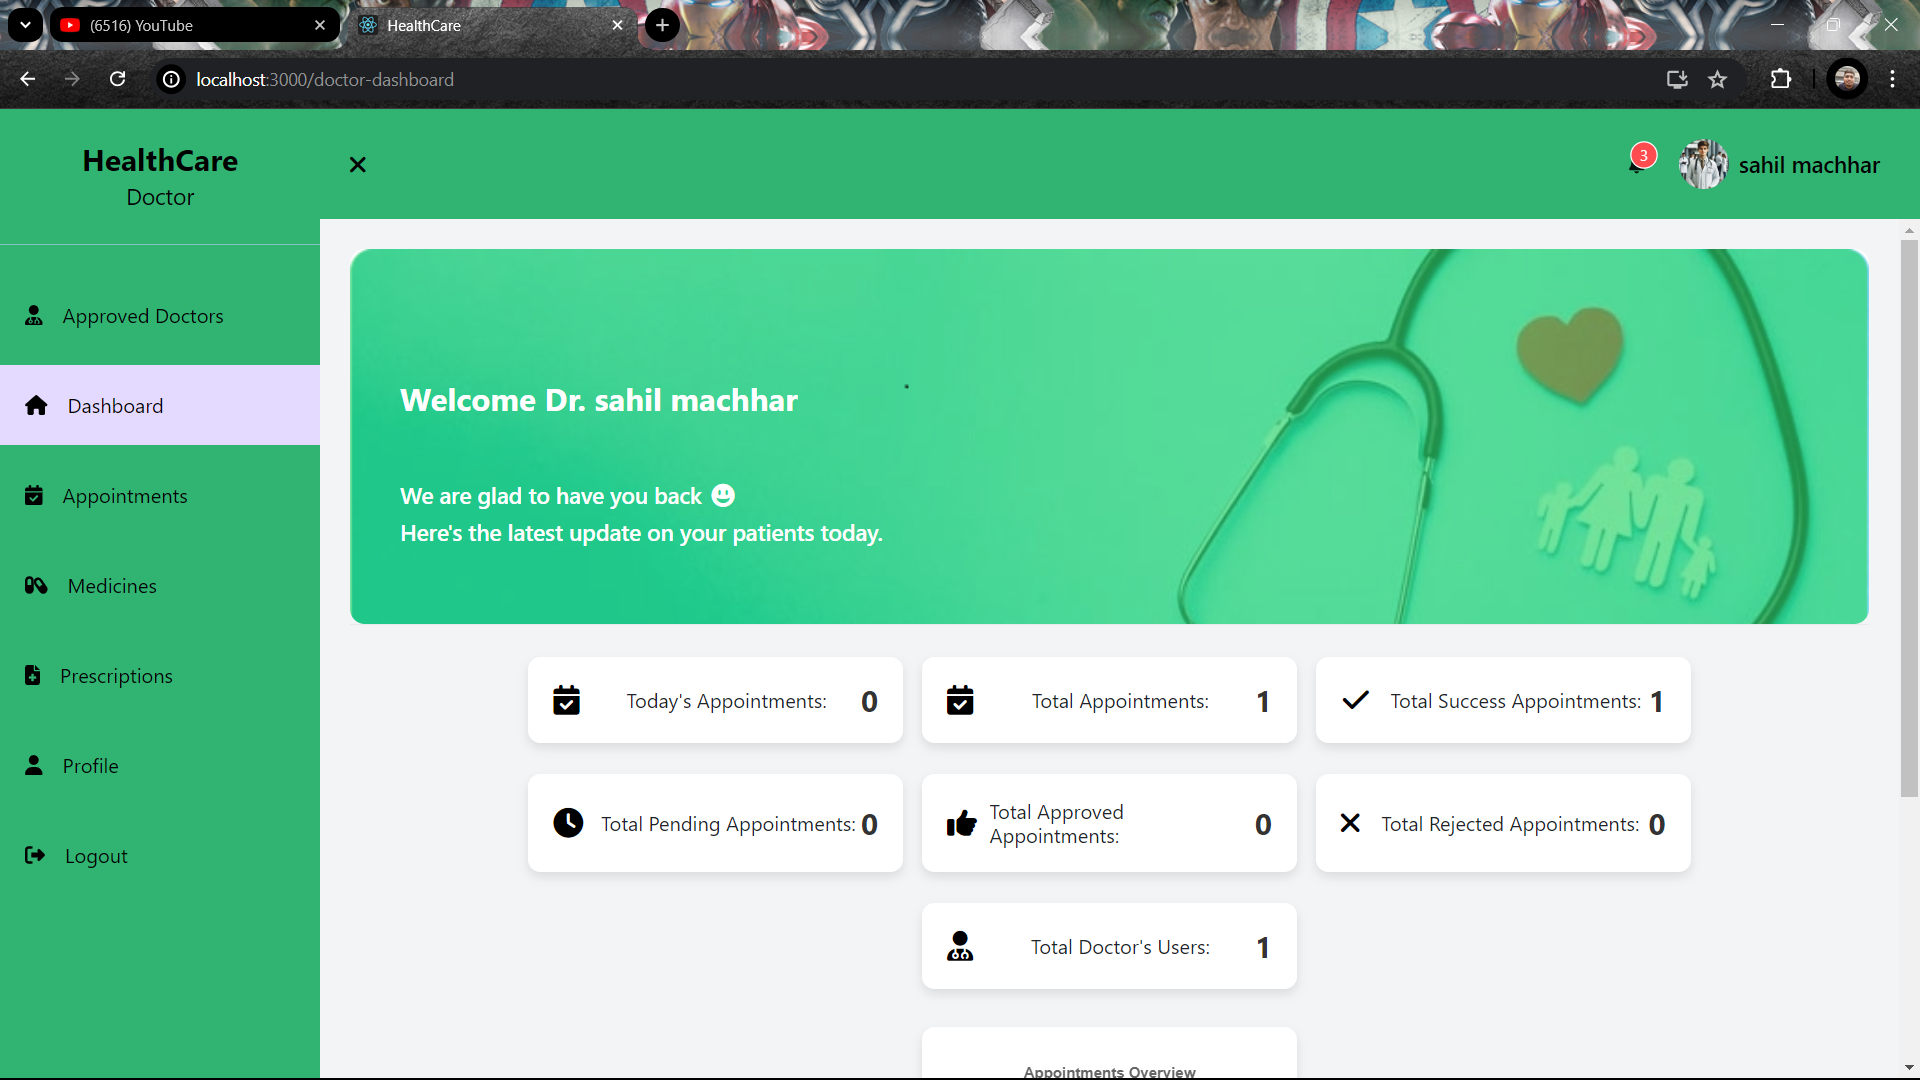 (6516) YouTube
HealthCare
localhost:3000/doctor-dashboard
HealthCare
Doctor
3
sahil machhar
Approved Doctors
Dashboard
Appointments
Medicines
Prescriptions
Profile
Logout
Welcome Dr. sahil machhar
We are glad to have you back
Here's the latest update on your patients today.
Today's Appointments: 0
Total Appointments: 1
Total Success Appointments: 1
Total Pending Appointments: 0
Total Approved
Appointments: 0
Total Rejected Appointments: 0
Total Doctor's Users: 1
Appointments Overview